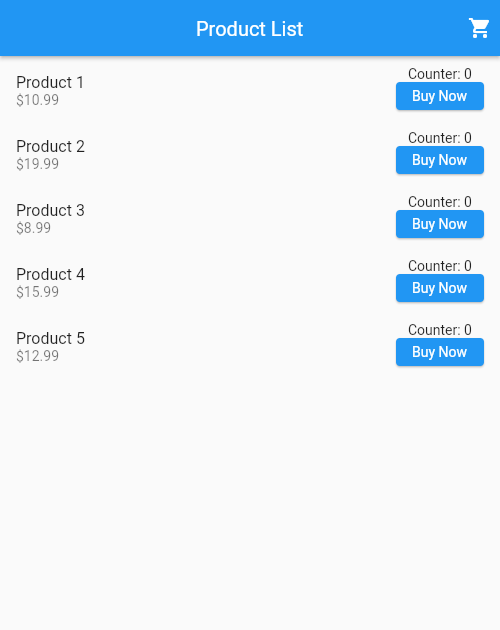 Product List
Product 1
$10.99
Counter: 0
Buy Now
Product 2
$19.99
Counter: 0
Buy Now
Product 3
$8.99
Counter: 0
Buy Now
Product 4
$15.99
Counter: 0
Buy Now
Product 5
$12.99
Counter: 0
Buy Now